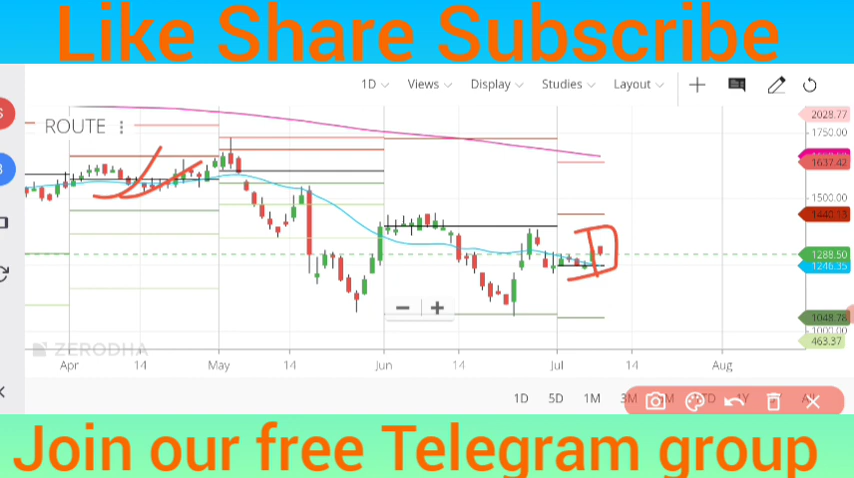 Like Share Subscribe
1D Views Display Studies Layout
ROUTE
2028.77
1750.00
1637.42
1500.00
1440.13
1288.50
1246.35
1048.78
1000.00
463.37
ZERODHA
Apr 14 May 14 Jun 14 Jul 14 Aug
1D 5D 1M 3M
Join our free Telegram group